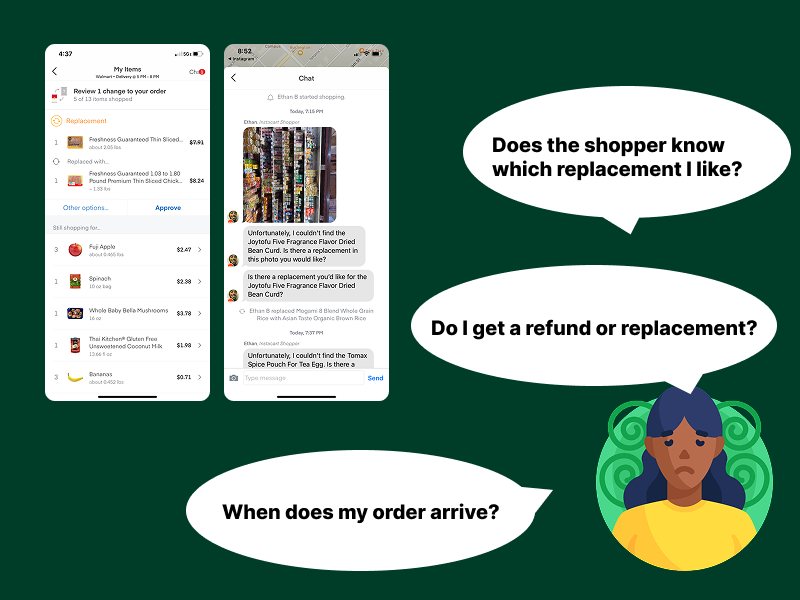 4:37
5G
My Items
Walmart • Delivery @ 5 PM - 8 PM
Chat
Review 1 change to your order
5 of 13 items shopped
Replacement
1
Freshness Guaranteed Thin Sliced...
about 2.05 lbs
$7.91
Replaced with...
1
Freshness Guaranteed 1.03 to 1.80
Pound Premium Thin Sliced Chick...
~ 1.33 lbs
$8.24
Other options...
Approve
Still shopping for...
3
Fuji Apple
about 0.465 lbs
$2.47
1
Spinach
10 oz bag
$2.38
1
Whole Baby Bella Mushrooms
16 oz
$3.78
1
Thai Kitchen® Gluten Free
Unsweetened Coconut Milk
13.66 fl oz
$1.98
3
Bananas
about 0.452 lbs
$0.71
8:52
Instagram
Chat
Ethan B started shopping.
Today, 7:15 PM
Ethan, Instacart Shopper
Unfortunately, I couldn't find the
Joytofu Five Fragrance Flavor Dried
Bean Curd. Is there a replacement in
this photo you would like?
Is there a replacement you'd like for the
Joytofu Five Fragrance Flavor Dried
Bean Curd?
Ethan B replaced Mogami 8 Blend Whole Grain
Rice with Asian Taste Organic Brown Rice
Today, 7:37 PM
Ethan, Instacart Shopper
Unfortunately, I couldn't find the Tomax
Spice Pouch For Tea Egg. Is there a
Type message
Send
Does the shopper know
which replacement I like?
Do I get a refund or replacement?
When does my order arrive?